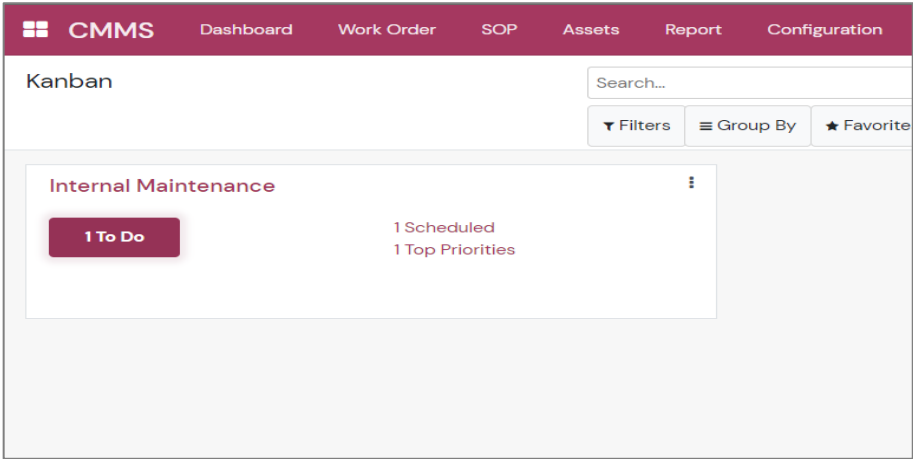 CMMS Dashboard Work Order SOP Assets Report Configuration
Kanban
Search...
Filters Group By Favorite
Internal Maintenance
1 To Do
1 Scheduled
1 Top Priorities